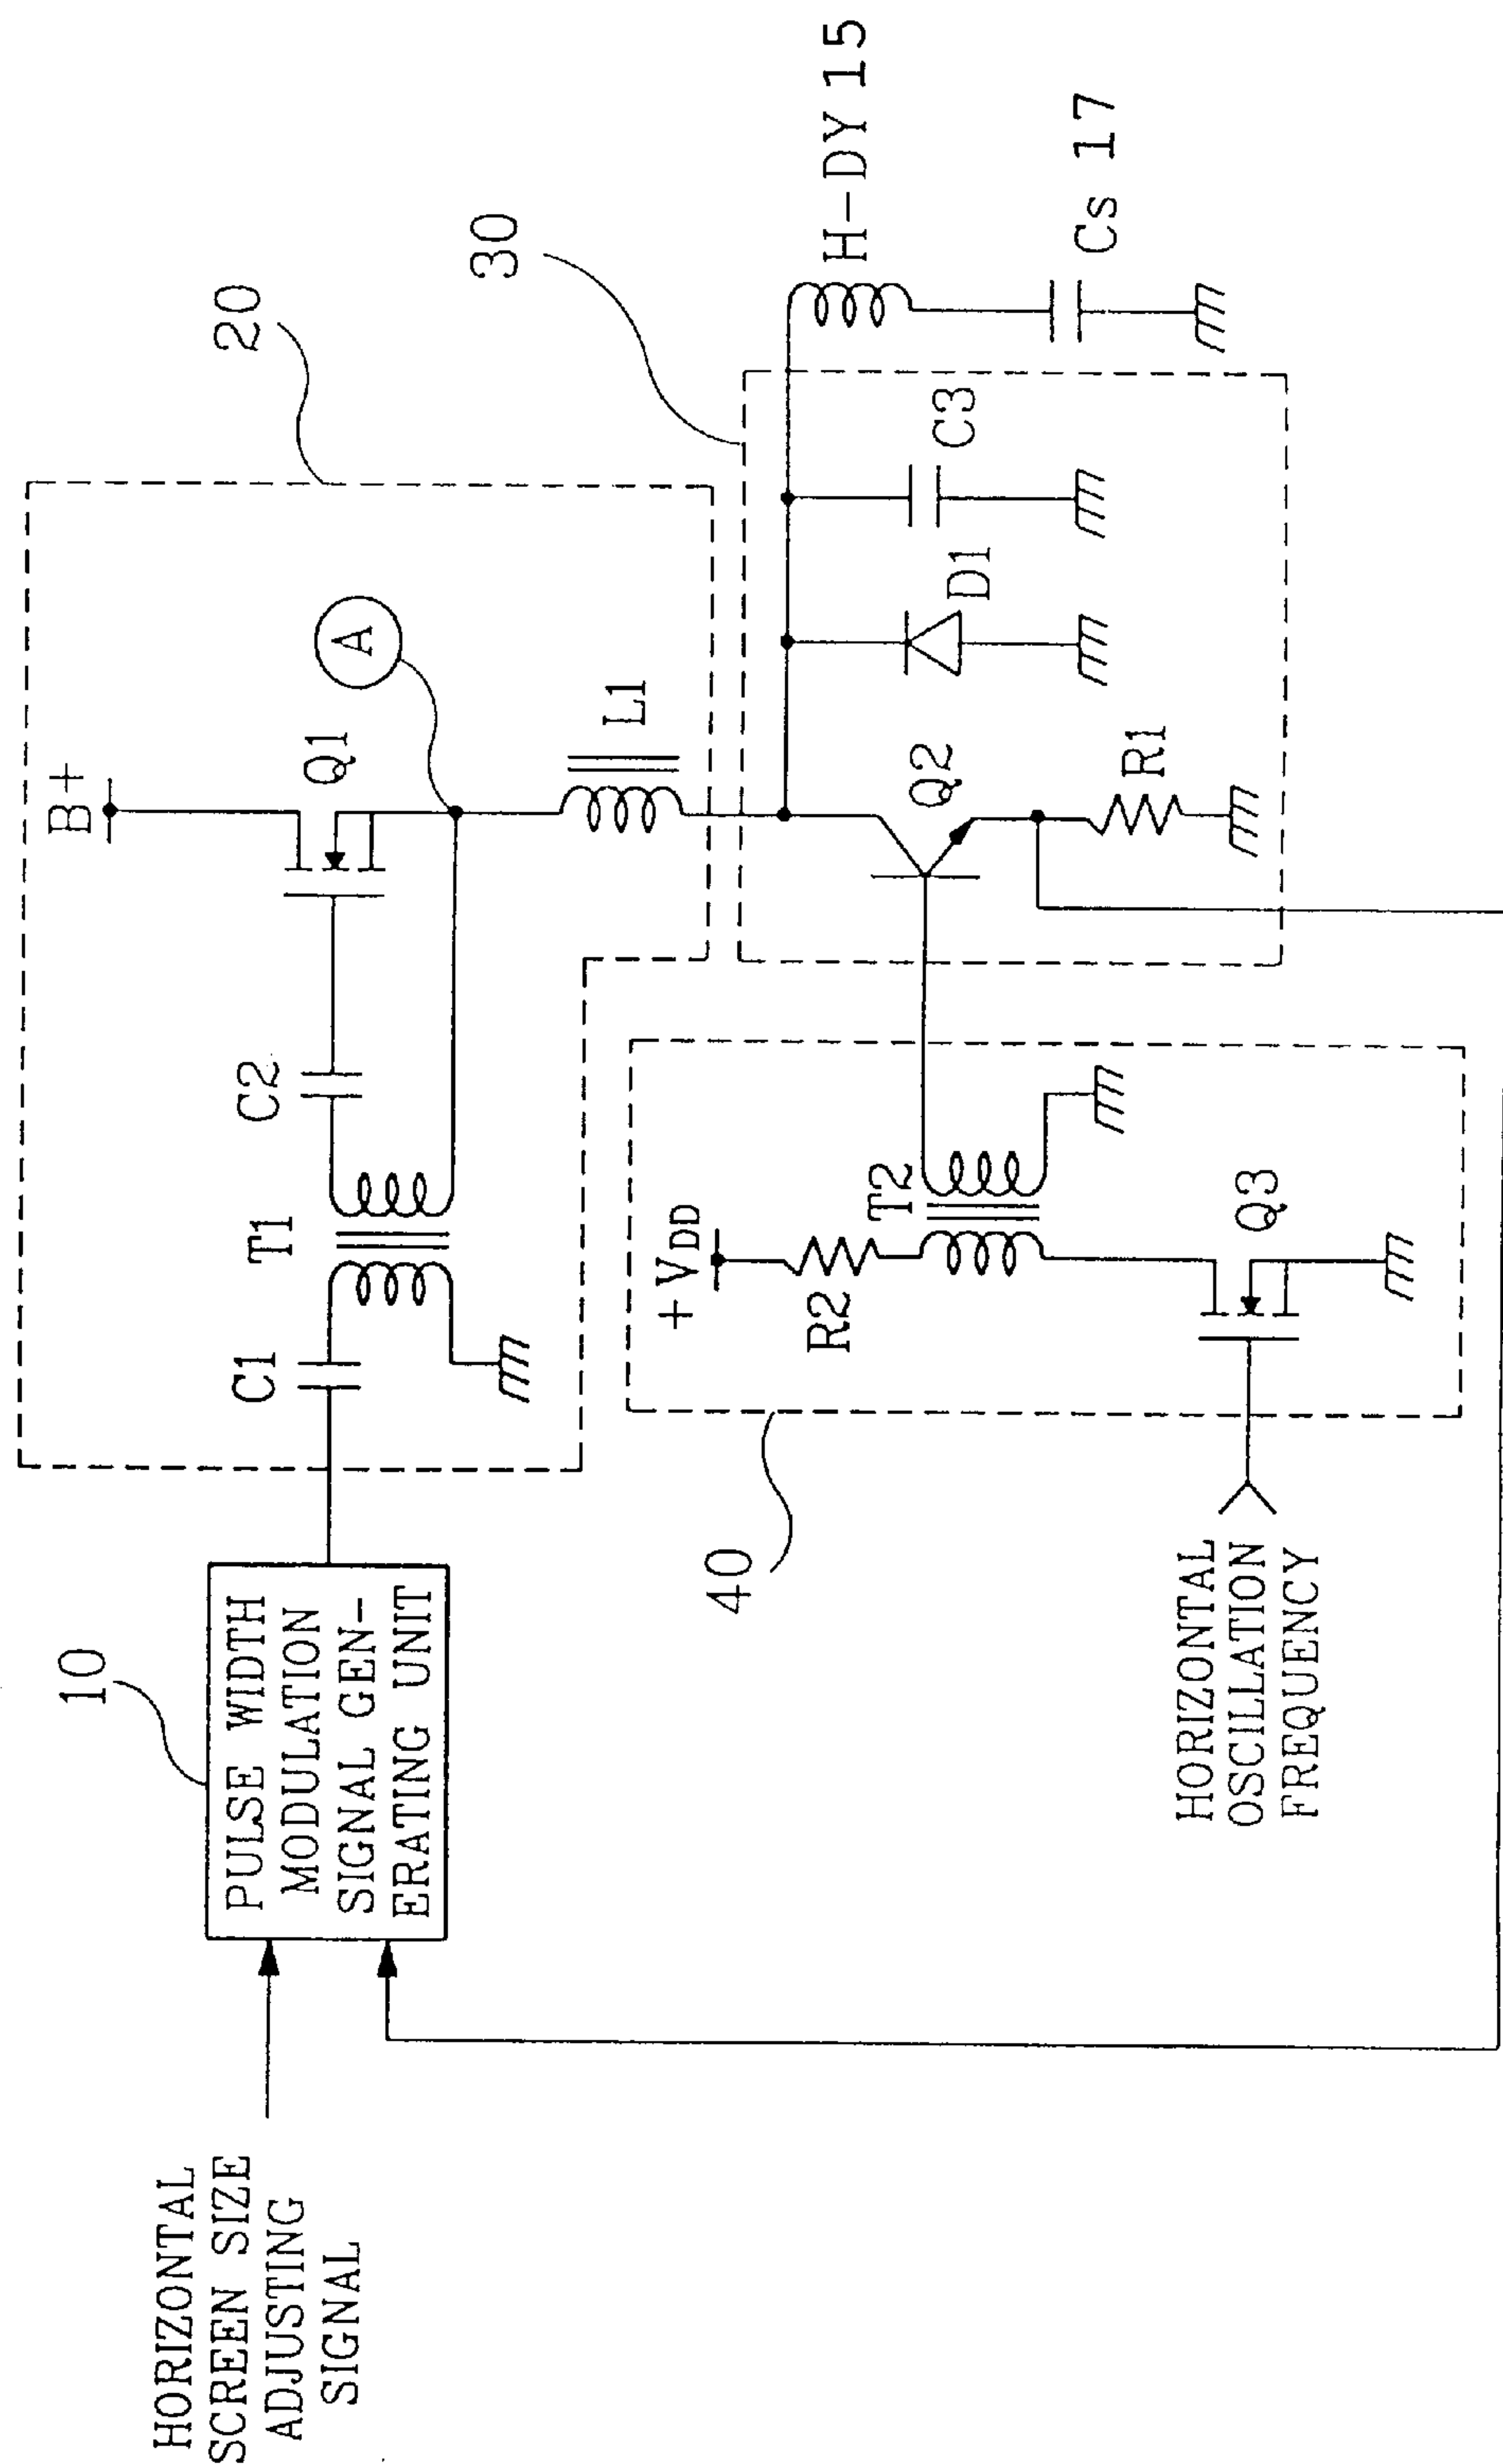 HORIZONTAL
SCREEN SIZE
ADJUSTING
SIGNAL
10
PULSE WIDTH
MODULATION
SIGNAL GEN-
ERATING UNIT
20
C1
T1
C2
B+
Q1
A
L1
30
H-DY 15
Cs 17
C3
D1
Q2
R1
40
+VDD
R2
T2
Q3
HORIZONTAL
OSCILLATION
FREQUENCY